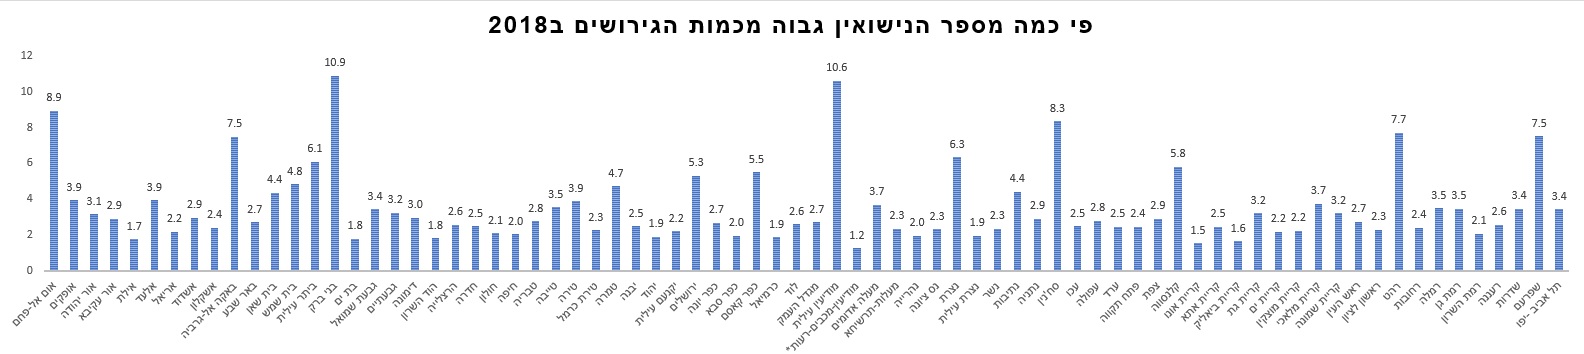 פי כמה מספר הנישואין גבוה מכמות הגירושים ב2018
12
10
8
6
4
2
0
8.9
3.9
3.1
2.9
1.7
3.9
2.2
2.9
2.4
7.5
2.7
4.4
4.8
6.1
10.9
1.8
3.4
3.2
3.0
1.8
2.6
2.5
2.1
2.0
2.8
3.5
3.9
2.3
4.7
2.5
1.9
2.2
5.3
2.7
2.0
5.5
1.9
2.6
2.7
10.6
1.2
3.7
2.3
2.0
2.3
6.3
1.9
2.3
4.4
2.9
8.3
2.5
2.8
2.5
2.4
2.9
5.8
1.5
2.5
1.6
3.2
2.2
2.2
3.7
3.2
2.7
2.3
7.7
2.4
3.5
3.5
2.1
2.6
3.4
7.5
3.4
אום אל-פחם
אופקים
אור יהודה
אור עקיבא
אילת
אלעד
אריאל
אשדוד
אשקלון
באקה אל-גרביה
באר שבע
בית שאן
בית שמש
ביתר עילית
בני ברק
בת ים
גבעת שמואל
גבעתיים
דימונה
הוד השרון
הרצליה
חדרה
חולון
חיפה
טבריה
טייבה
טירה
טירת כרמל
טמרה
יבנה
יהוד
יקנעם עילית
ירושלים
כפר יונה
כפר סבא
כפר קאסם
כרמיאל
לוד
מגדל העמק
מודיעין עילית
מודיעין-מכבים-רעות*
מעלה אדומים
מעלות-תרשיחא
נהריה
נס ציונה
נצרת
נצרת עילית
נשר
נתיבות
נתניה
סח'נין
עכו
עפולה
ערד
פתח תקווה
צפת
קלנסווה
קריית אונו
קריית אתא
קריית ביאליק
קריית גת
קריית ים
קריית מוצקין
קריית מלאכי
קריית שמונה
ראש העין
ראשון לציון
רהט
רחובות
רמלה
רמת גן
רמת השרון
רעננה
שדרות
שפרעם
תל אביב -יפו